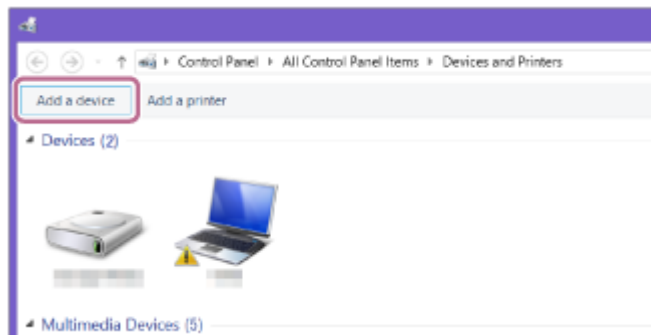 Control Panel All Control Panel Items Devices and Printers
Add a device Add a printer
Devices (2)
Multimedia Devices (5)